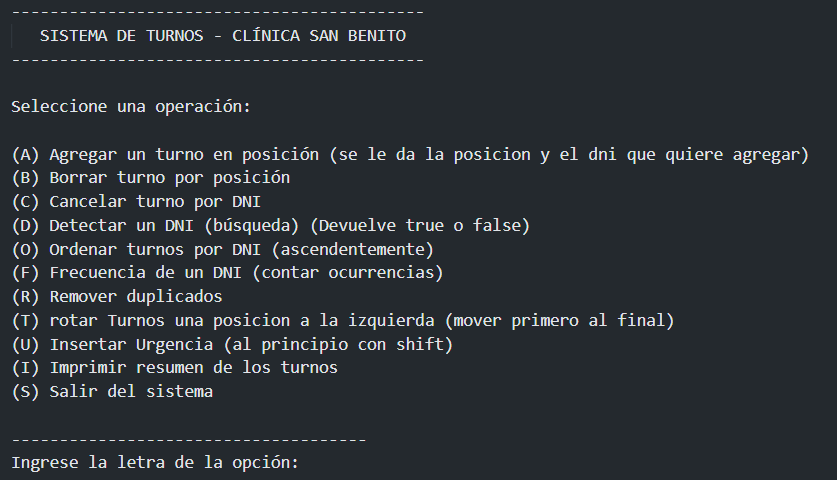 -------------------------------------------
SISTEMA DE TURNOS - CLÍNICA SAN BENITO
-------------------------------------------
Seleccione una operación:
(A) Agregar un turno en posición (se le da la posicion y el dni que quiere agregar)
(B) Borrar turno por posición
(C) Cancelar turno por DNI
(D) Detectar un DNI (búsqueda) (Devuelve true o false)
(O) Ordenar turnos por DNI (ascendentemente)
(F) Frecuencia de un DNI (contar ocurrencias)
(R) Remover duplicados
(T) rotar Turnos una posicion a la izquierda (mover primero al final)
(U) Insertar Urgencia (al principio con shift)
(I) Imprimir resumen de los turnos
(S) Salir del sistema
-------------------------------------
Ingrese la letra de la opción: